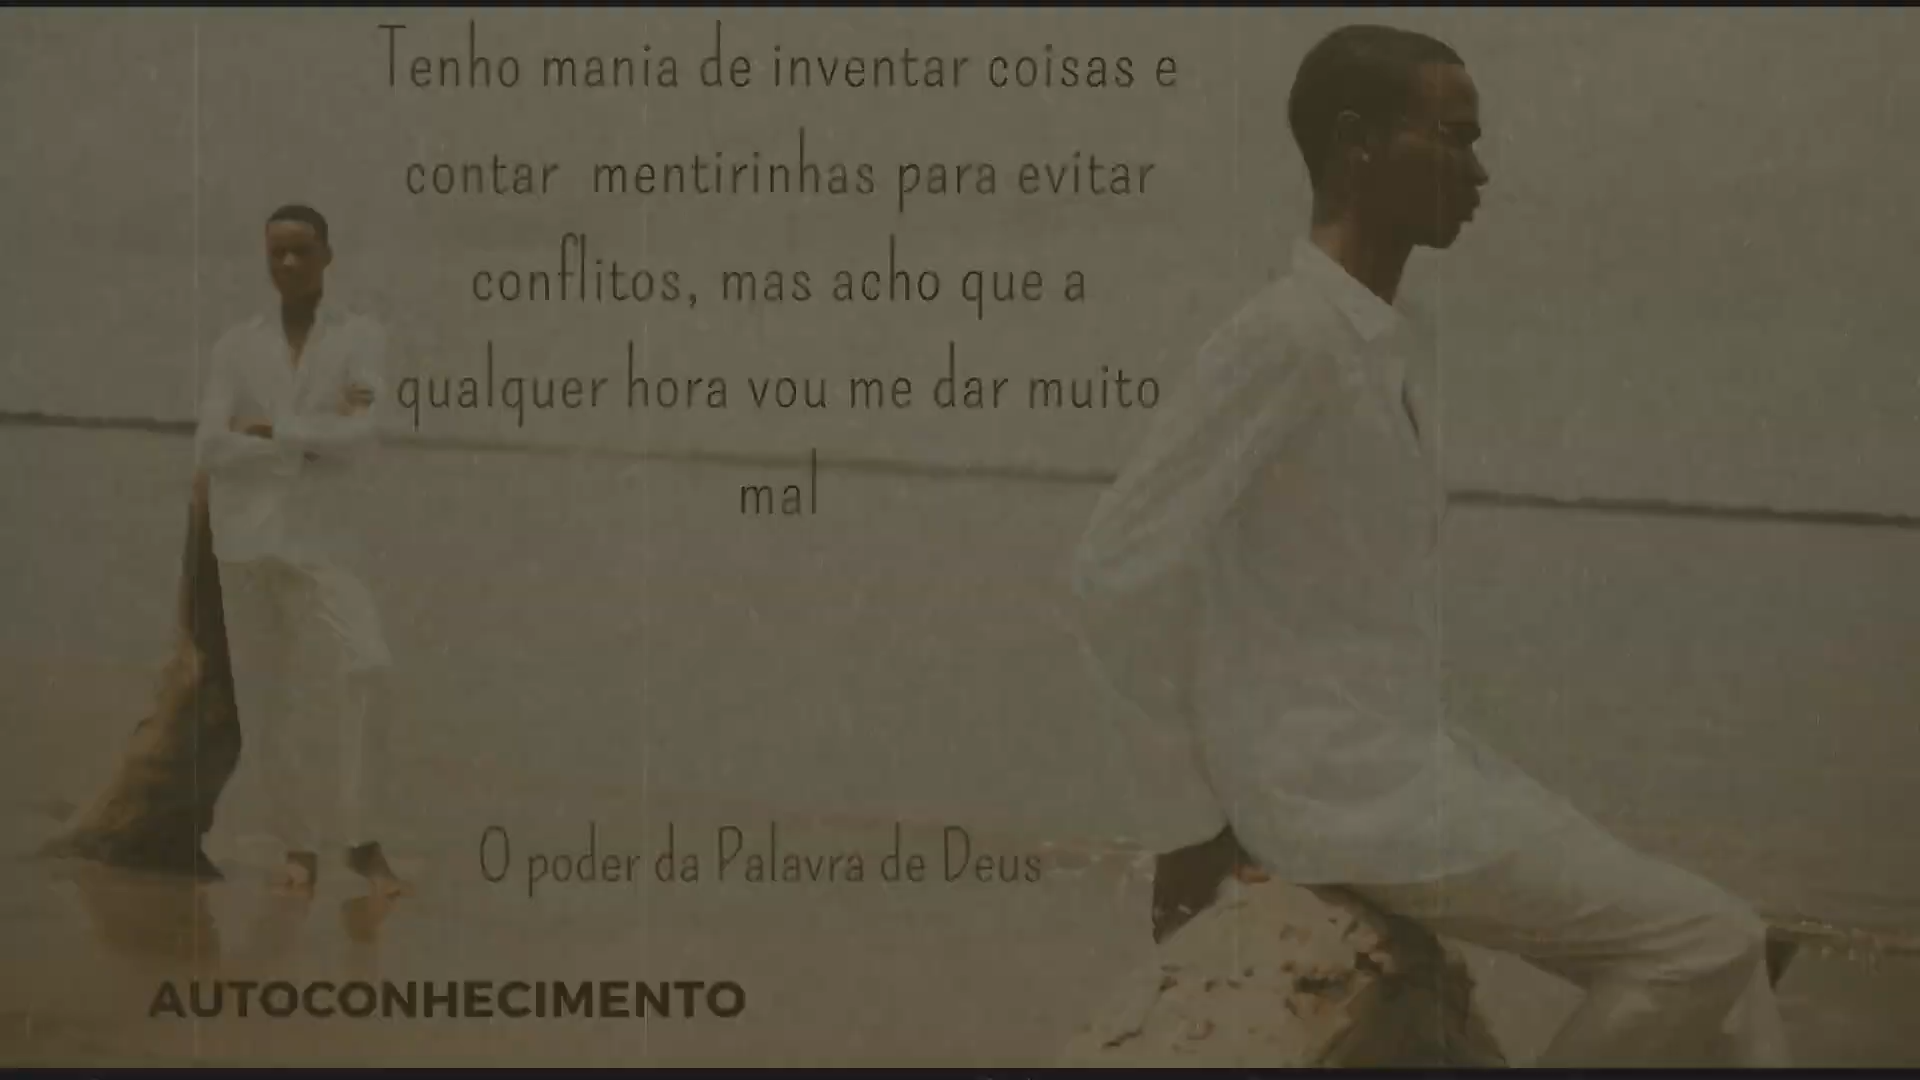 Tenho mania de inventar coisas e
contar mentirinhas para evitar
conflitos, mas acho que a
qualquer hora vou me dar muito
mal
O poder da Palavra de Deus
AUTOCONHECIMENTO